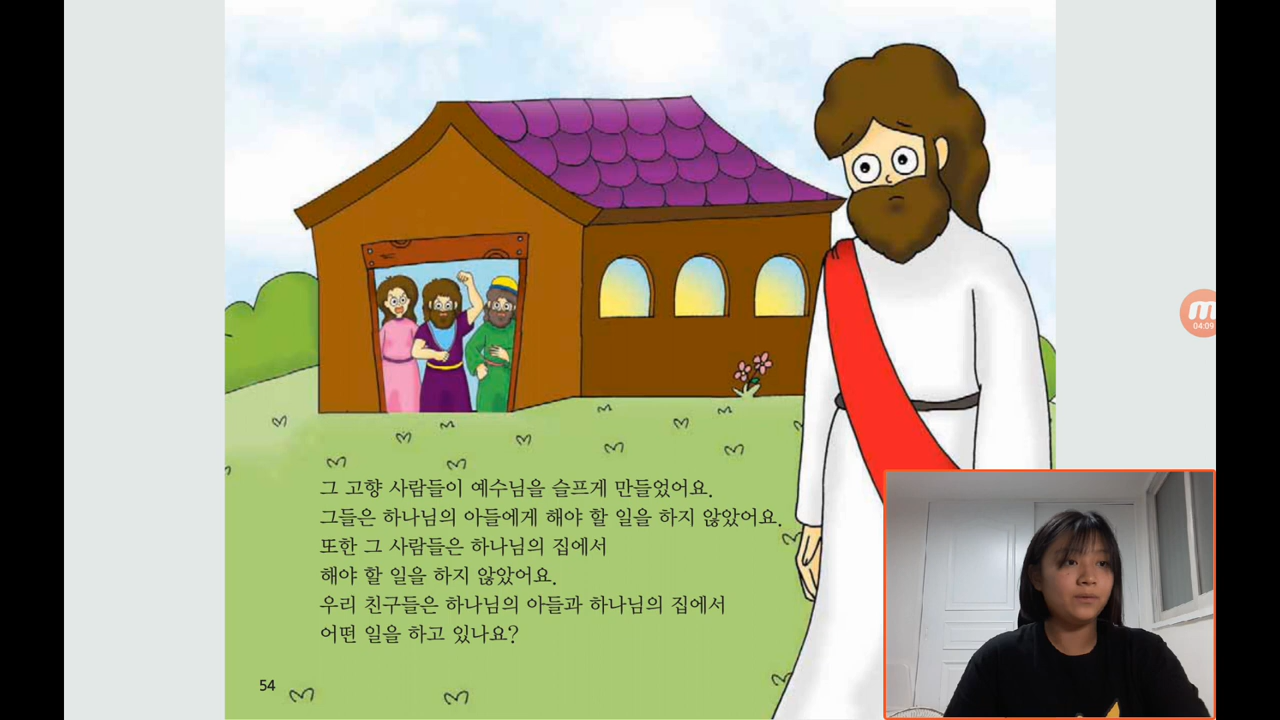 그 고향 사람들이 예수님을 슬프게 만들었어요.
그들은 하나님의 아들에게 해야 할 일을 하지 않았어요.
또한 그 사람들은 하나님의 집에서
해야 할 일을 하지 않았어요.
우리 친구들은 하나님의 아들과 하나님의 집에서
어떤 일을 하고 있나요?
54
04:09